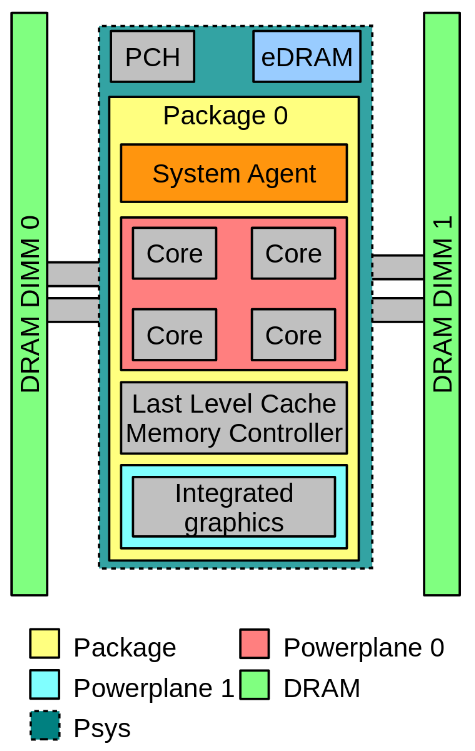 PCH
eDRAM
Package 0
System Agent
Core
Core
Core
Core
Last Level Cache
Memory Controller
Integrated
graphics
DRAM DIMM 0
DRAM DIMM 1
Package
Powerplane 0
Powerplane 1
DRAM
Psys